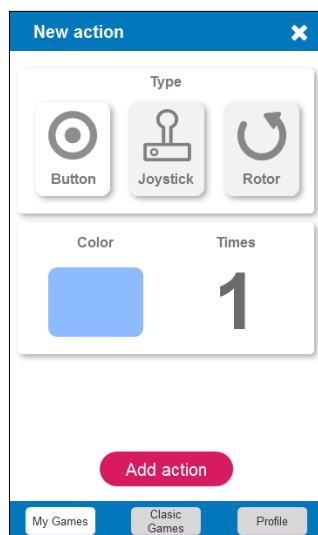 New action
Type
Button Joystick Rotor
Color Times
1
Add action
My Games Clasic Games Profile